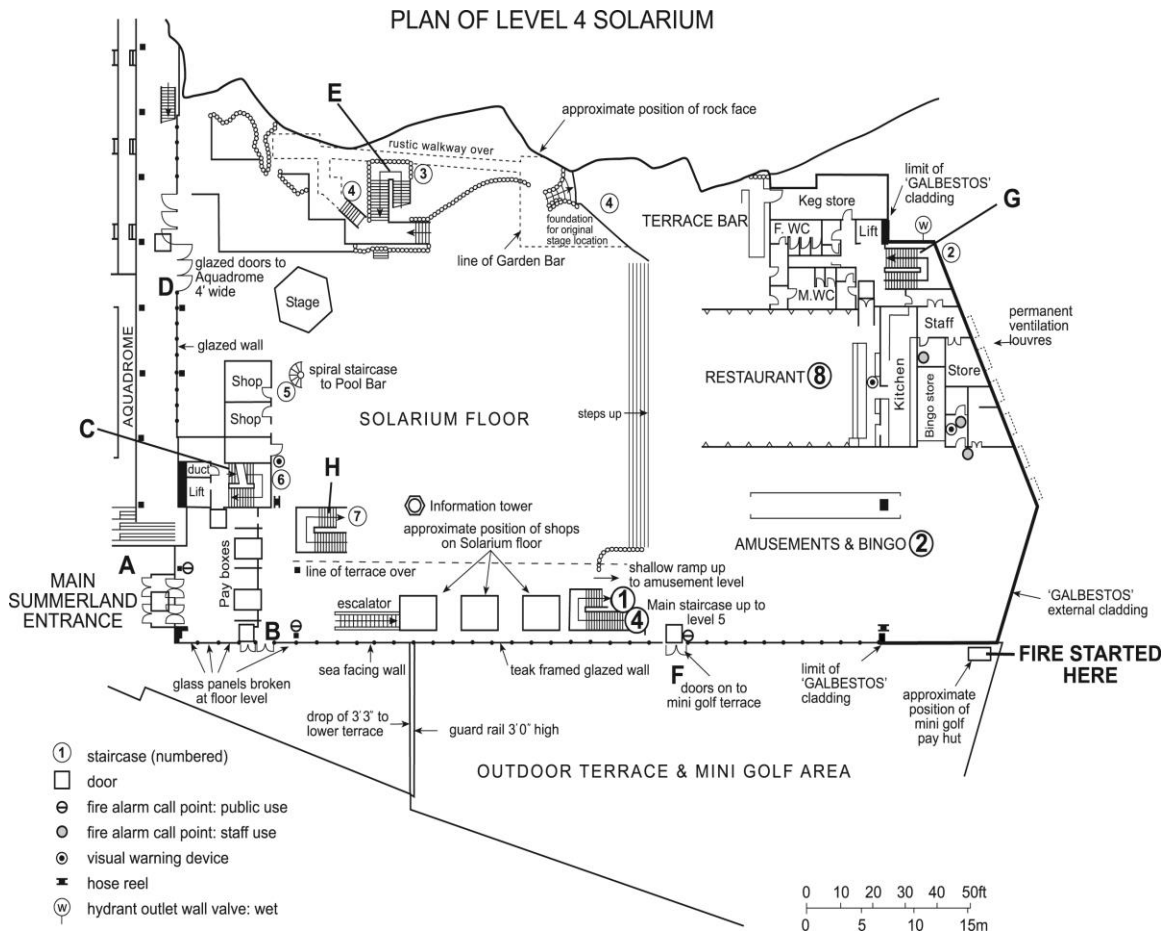 PLAN OF LEVEL 4 SOLARIUM
E
approximate position of rock face
rustic walkway over
3
4
4
foundation
for original
stage location
line of Garden Bar
TERRACE BAR
Keg store
F. WC
M.WC
Lift
limit of
‘GALBESTOS’
cladding
G
W
2
glazed doors to
Aquadrome
4' wide
D
Stage
AQUADROME
glazed wall
Shop
5
Shop
spiral staircase
to Pool Bar
SOLARIUM FLOOR
steps up
RESTAURANT 8
Kitchen
Bingo store
Staff
Store
permanent
ventilation
louvres
C
duct
Lift
6
H
7
Information tower
approximate position of shops
on Solarium floor
AMUSEMENTS & BINGO 2
A
MAIN
SUMMERLAND
ENTRANCE
Pay boxes
line of terrace over
shallow ramp up
to amusement level
escalator
1
4
Main staircase up to
level 5
‘GALBESTOS’
external cladding
B
glass panels broken
at floor level
sea facing wall
teak framed glazed wall
F
doors on to
mini golf terrace
limit of
‘GALBESTOS’
cladding
approximate
position of
mini golf
pay hut
FIRE STARTED
HERE
drop of 3'3" to
lower terrace
guard rail 3'0" high
OUTDOOR TERRACE & MINI GOLF AREA
1 staircase (numbered)
door
fire alarm call point: public use
fire alarm call point: staff use
visual warning device
hose reel
W hydrant outlet wall valve: wet
0 10 20 30 40 50ft
0 5 10 15m